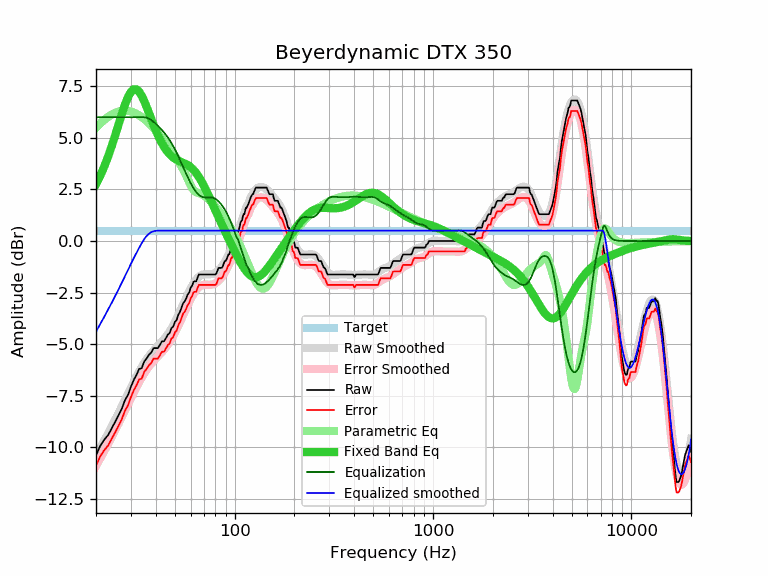 Beyerdynamic DTX 350
Amplitude (dBr)
7.5
5.0
2.5
0.0
−2.5
−5.0
−7.5
−10.0
−12.5
Target
Raw Smoothed
Error Smoothed
Raw
Error
Parametric Eq
Fixed Band Eq
Equalization
Equalized smoothed
100
1000
10000
Frequency (Hz)